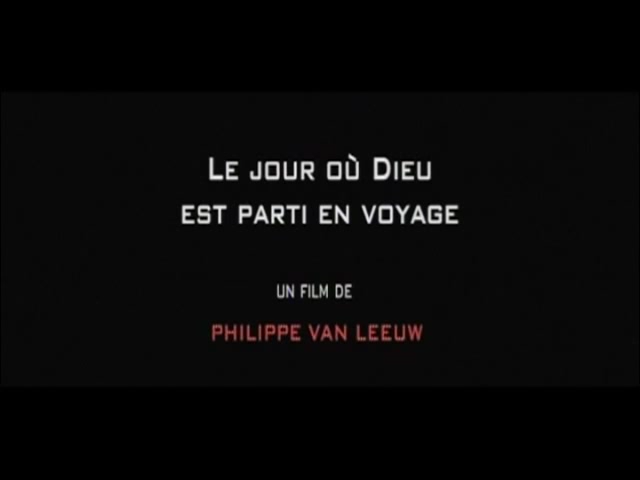 Le jour où Dieu
est parti en voyage
un film de
Philippe Van Leeuw